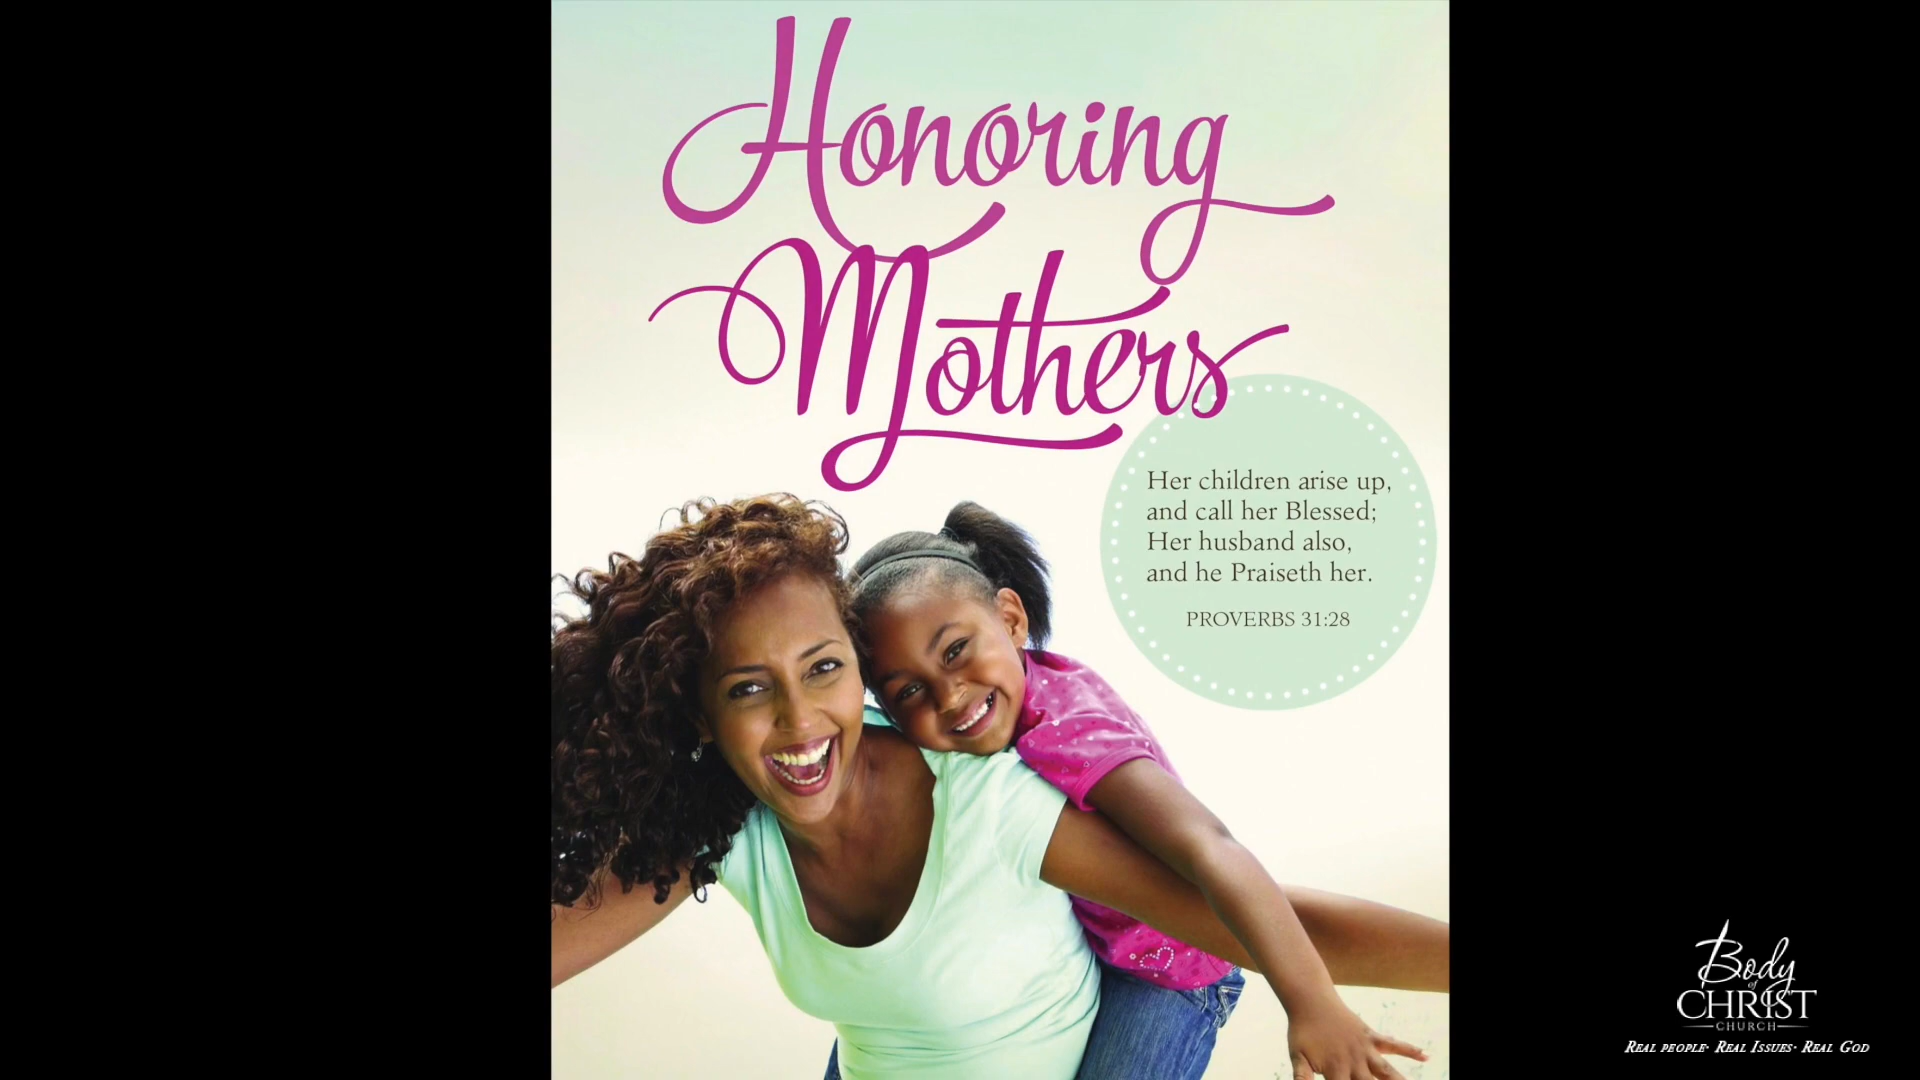 Honoring
Mothers
Her children arise up,
and call her Blessed;
Her husband also,
and he Praiseth her.
PROVERBS 31:28
Body
of
CHRIST
CHURCH
REAL PEOPLE· REAL ISSUES· REAL GOD